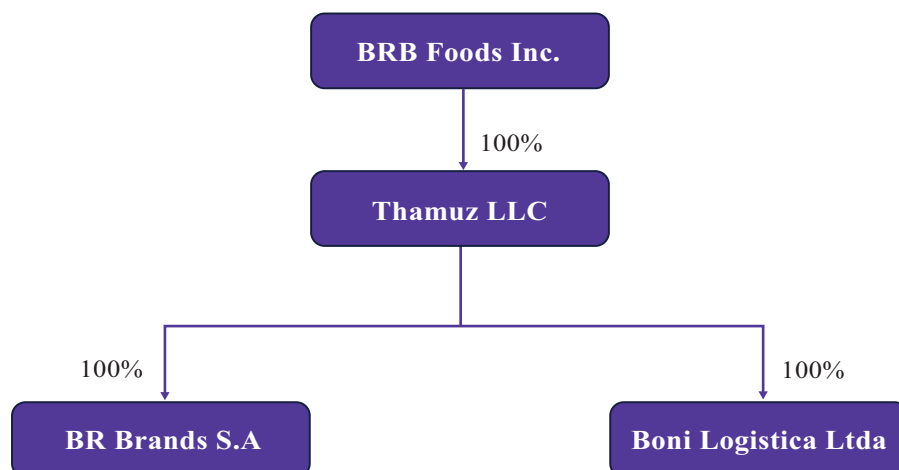 BRB Foods Inc.
100%
Thamuz LLC
100%
100%
BR Brands S.A
Boni Logistica Ltda